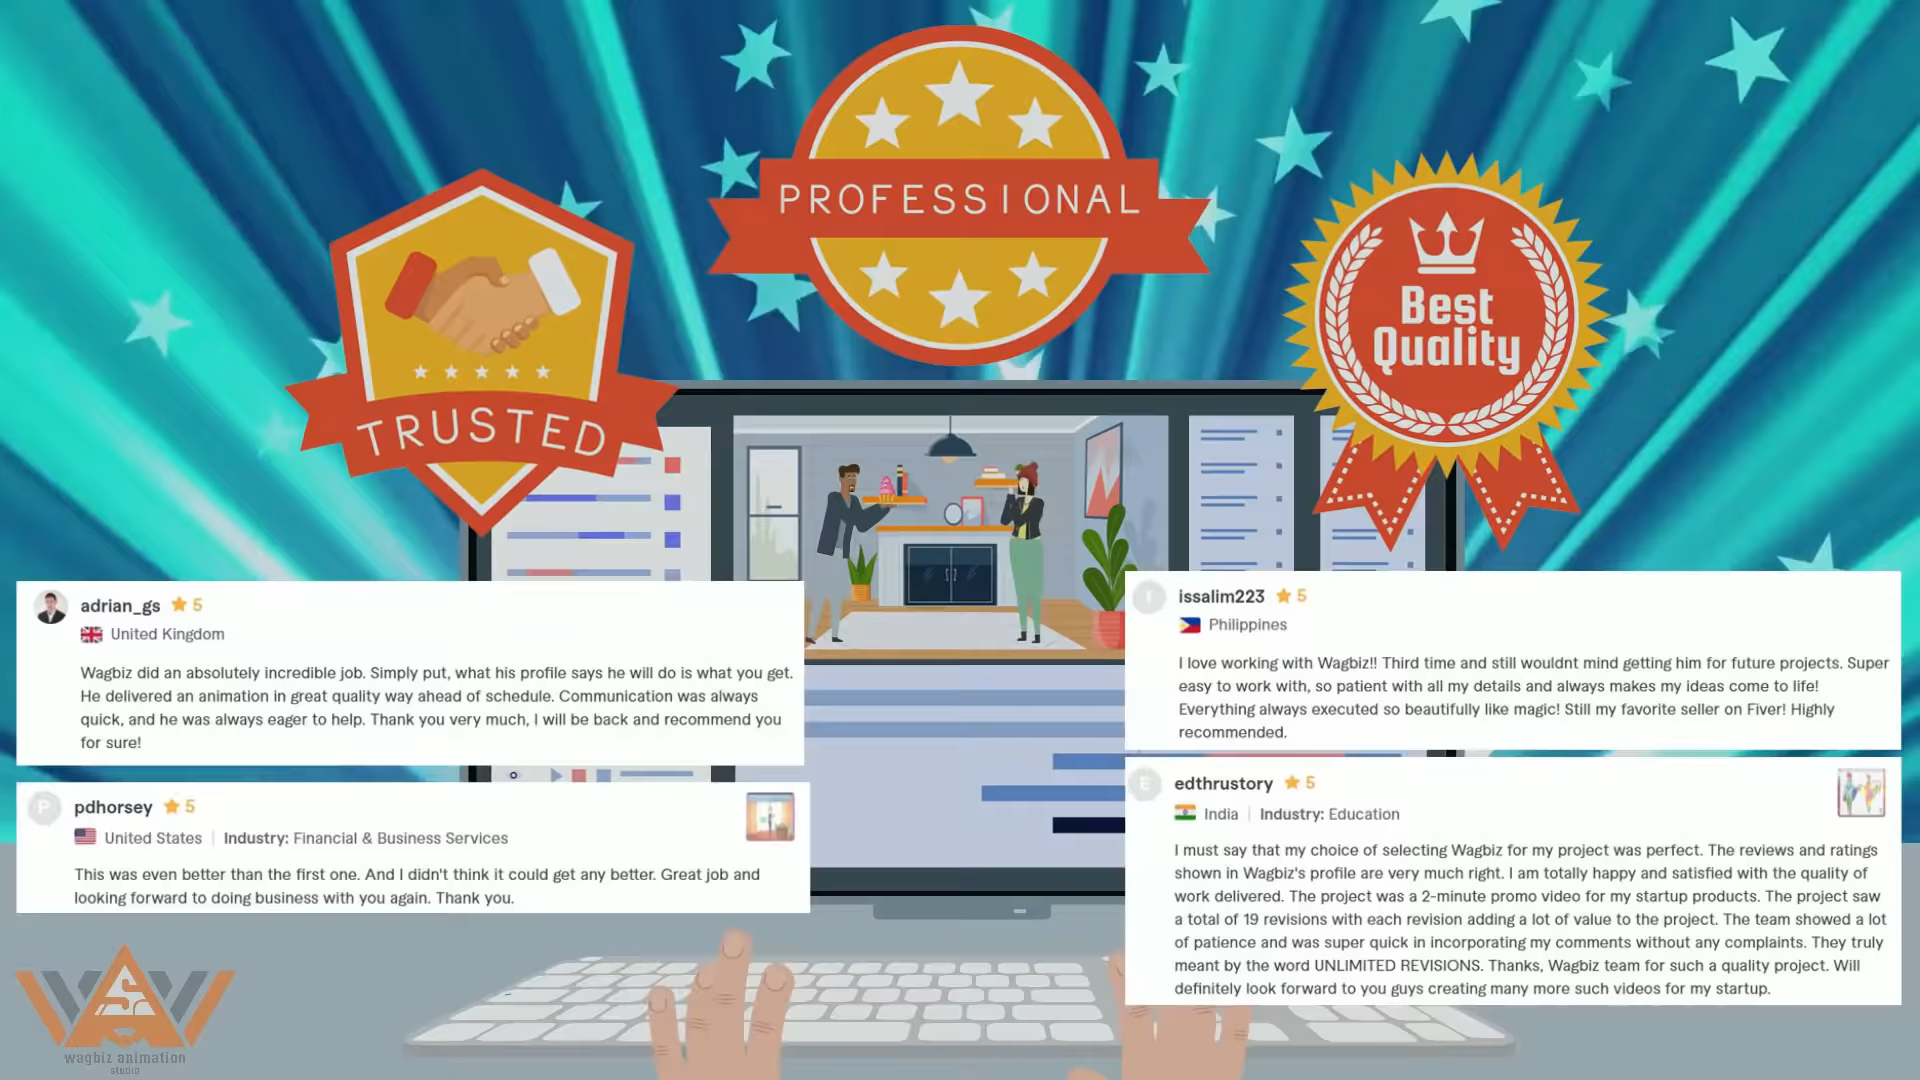 PROFESSIONAL
TRUSTED
Best
Quality
adrian_gs 5
United Kingdom
Wagbiz did an absolutely incredible job. Simply put, what his profile says he will do is what you get.
He delivered an animation in great quality way ahead of schedule. Communication was always
quick, and he was always eager to help. Thank you very much, I will be back and recommend you
for sure!
P
pdhorsey 5
United States | Industry: Financial & Business Services
This was even better than the first one. And I didn't think it could get any better. Great job and
looking forward to doing business with you again. Thank you.
I
issalim223 5
Philippines
I love working with Wagbiz!! Third time and still wouldnt mind getting him for future projects. Super
easy to work with, so patient with all my details and always makes my ideas come to life!
Everything always executed so beautifully like magic! Still my favorite seller on Fiver! Highly
recommended.
E
edthrustory 5
India | Industry: Education
I must say that my choice of selecting Wagbiz for my project was perfect. The reviews and ratings
shown in Wagbiz's profile are very much right. I am totally happy and satisfied with the quality of
work delivered. The project was a 2-minute promo video for my startup products. The project saw
a total of 19 revisions with each revision adding a lot of value to the project. The team showed a lot
of patience and was super quick in incorporating my comments without any complaints. They truly
meant by the word UNLIMITED REVISIONS. Thanks, Wagbiz team for such a quality project. Will
definitely look forward to you guys creating many more such videos for my startup.
wagbiz animation
studio